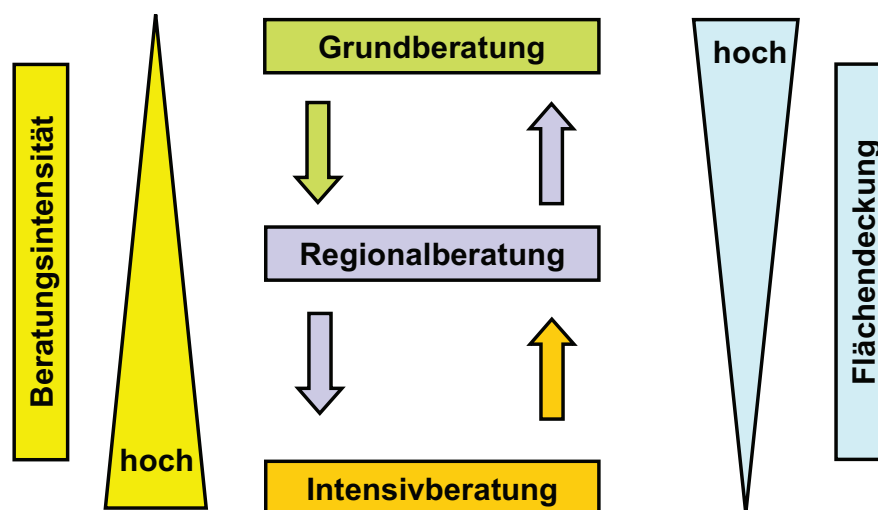 Grundberatung
hoch
Beratungsintensität
Flächendeckung
Regionalberatung
hoch
Intensivberatung